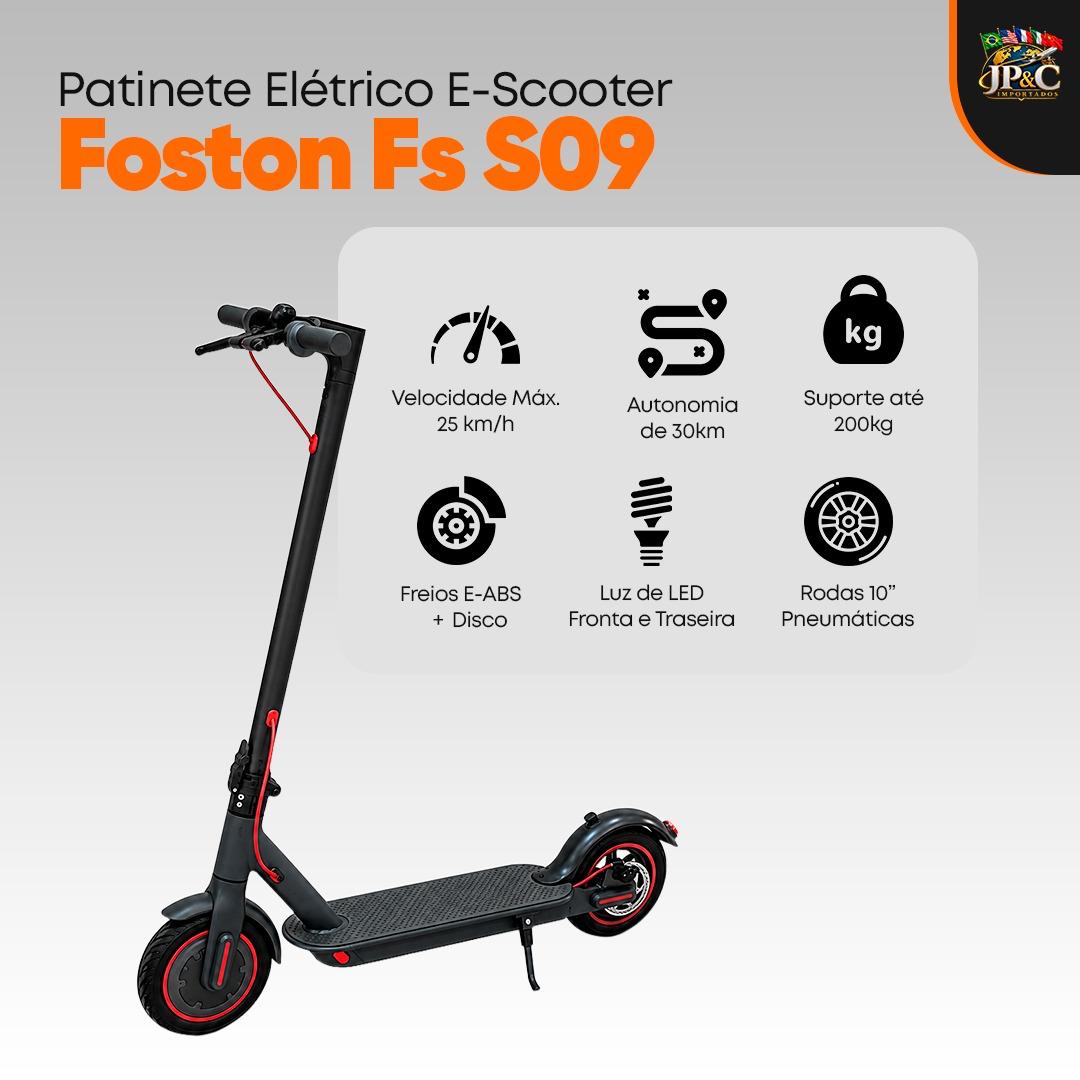 JP&C
IMPORTADOS
Patinete Elétrico E-Scooter
Foston Fs S09
kg
Velocidade Máx.
25 km/h
Autonomia
de 30km
Suporte até
200kg
Freios E-ABS
+ Disco
Luz de LED
Fronta e Traseira
Rodas 10”
Pneumáticas